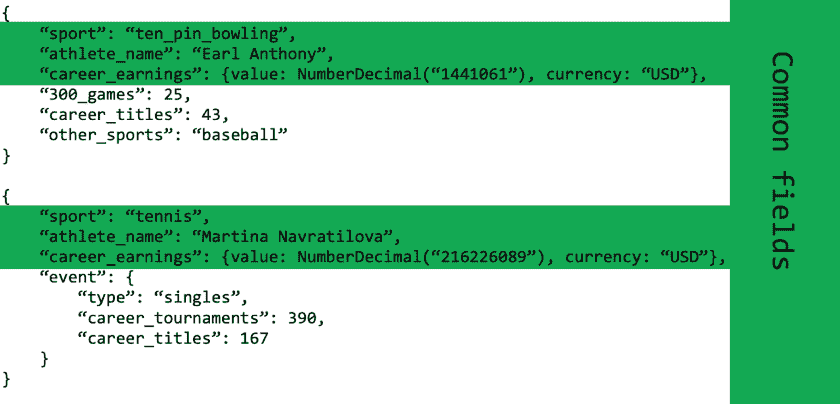 {
“sport”: “ten_pin_bowling”,
“athlete_name”: “Earl Anthony”,
“career_earnings”: {value: NumberDecimal(“1441061”), currency: “USD”},
“300_games”: 25,
“career_titles”: 43,
“other_sports”: “baseball”
}
{
“sport”: “tennis”,
“athlete_name”: “Martina Navratilova”,
“career_earnings”: {value: NumberDecimal(“216226089”), currency: “USD”},
“event”: {
“type”: “singles”,
“career_tournaments”: 390,
“career_titles”: 167
}
}
Common fields